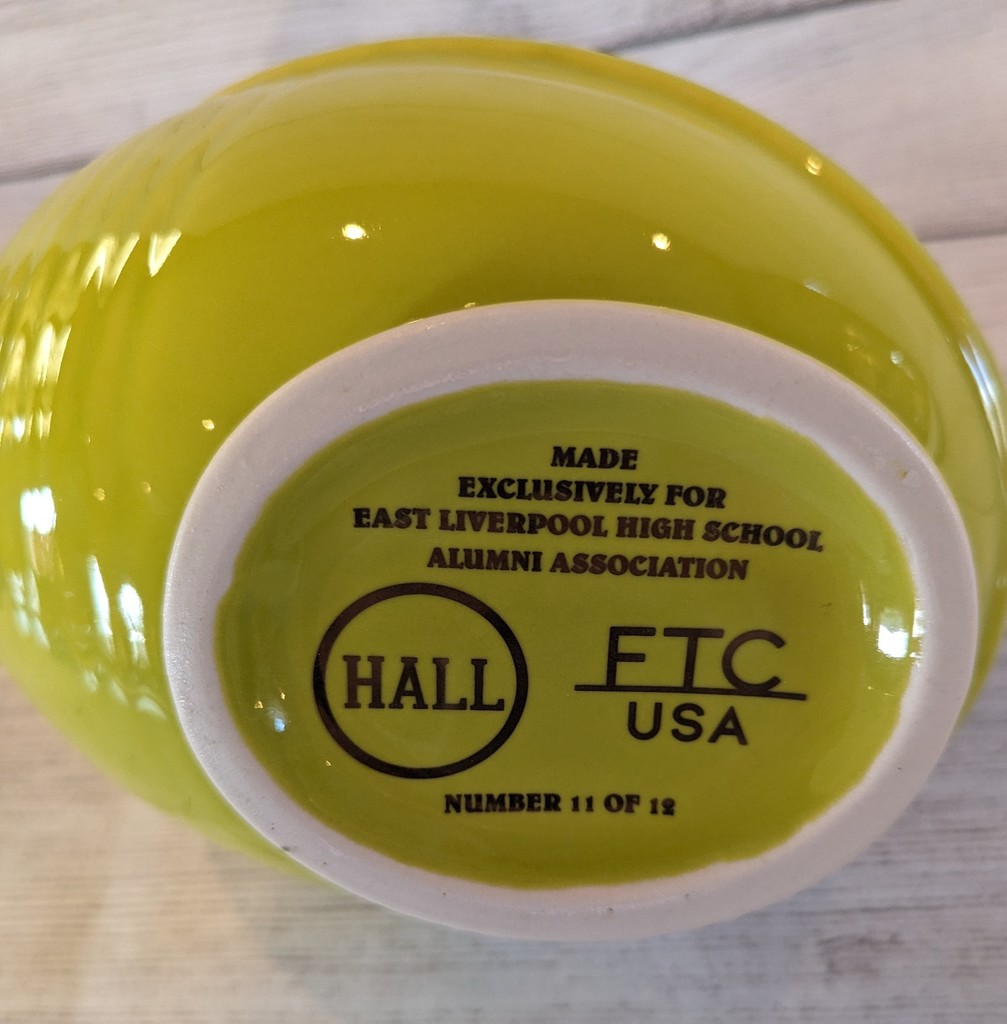 MADE
EXCLUSIVELY FOR
EAST LIVERPOOL HIGH SCHOOL
ALUMNI ASSOCIATION
HALL
FTC
USA
NUMBER 11 OF 12